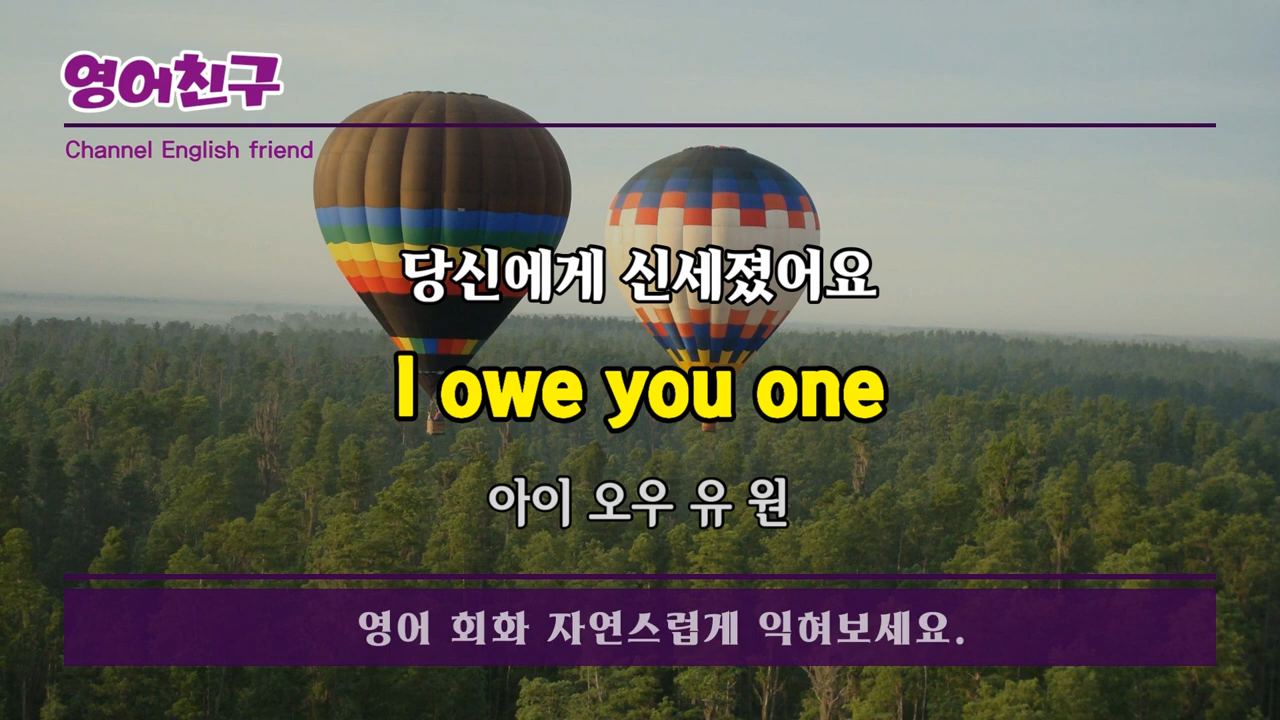 영어친구
Channel English friend
당신에게 신세졌어요
I owe you one
아이 오우 유 원
영어 회화 자연스럽게 익혀보세요.